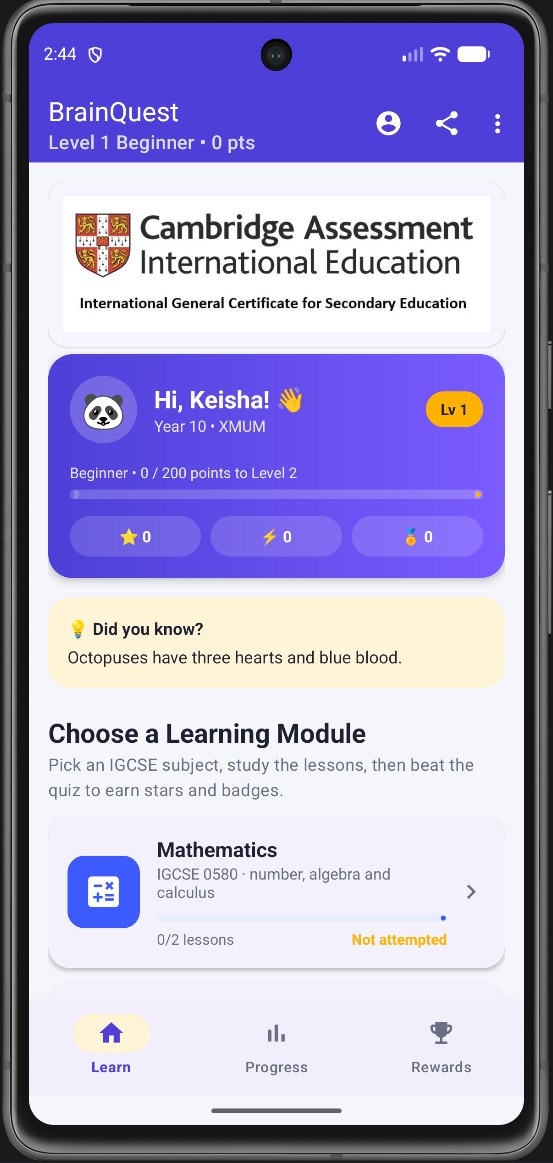 2:44
BrainQuest
Level 1 Beginner • 0 pts
Cambridge Assessment
International Education
International General Certificate for Secondary Education
Hi, Keisha! 👋
Year 10 • XMUM
Lv 1
Beginner • 0 / 200 points to Level 2
⭐ 0
⚡ 0
🏅 0
💡 Did you know?
Octopuses have three hearts and blue blood.
Choose a Learning Module
Pick an IGCSE subject, study the lessons, then beat the
quiz to earn stars and badges.
Mathematics
IGCSE 0580 · number, algebra and
calculus
0/2 lessons
Not attempted
Learn
Progress
Rewards